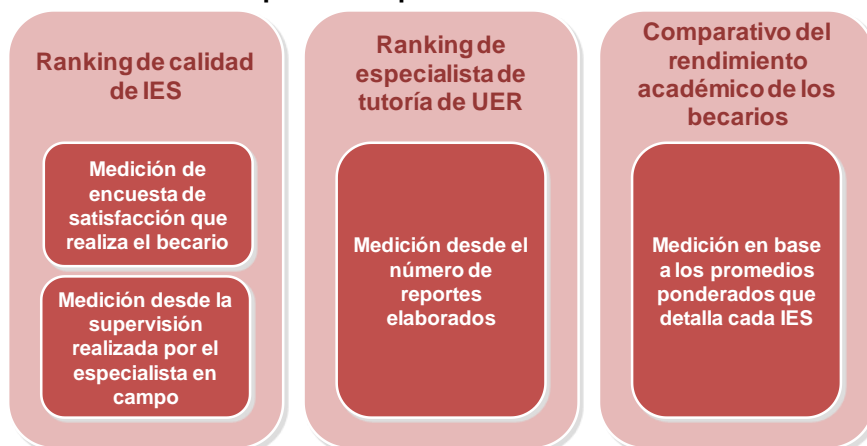 Ranking de calidad
de IES
Medición de
encuesta de
satisfacción que
realiza el becario
Medición desde la
supervisión
realizada por el
especialista en
campo
Ranking de
especialista de
tutoría de UER
Medición desde el
número de
reportes
elaborados
Comparativo del
rendimiento
académico de los
becarios
Medición en base
a los promedios
ponderados que
detalla cada IES